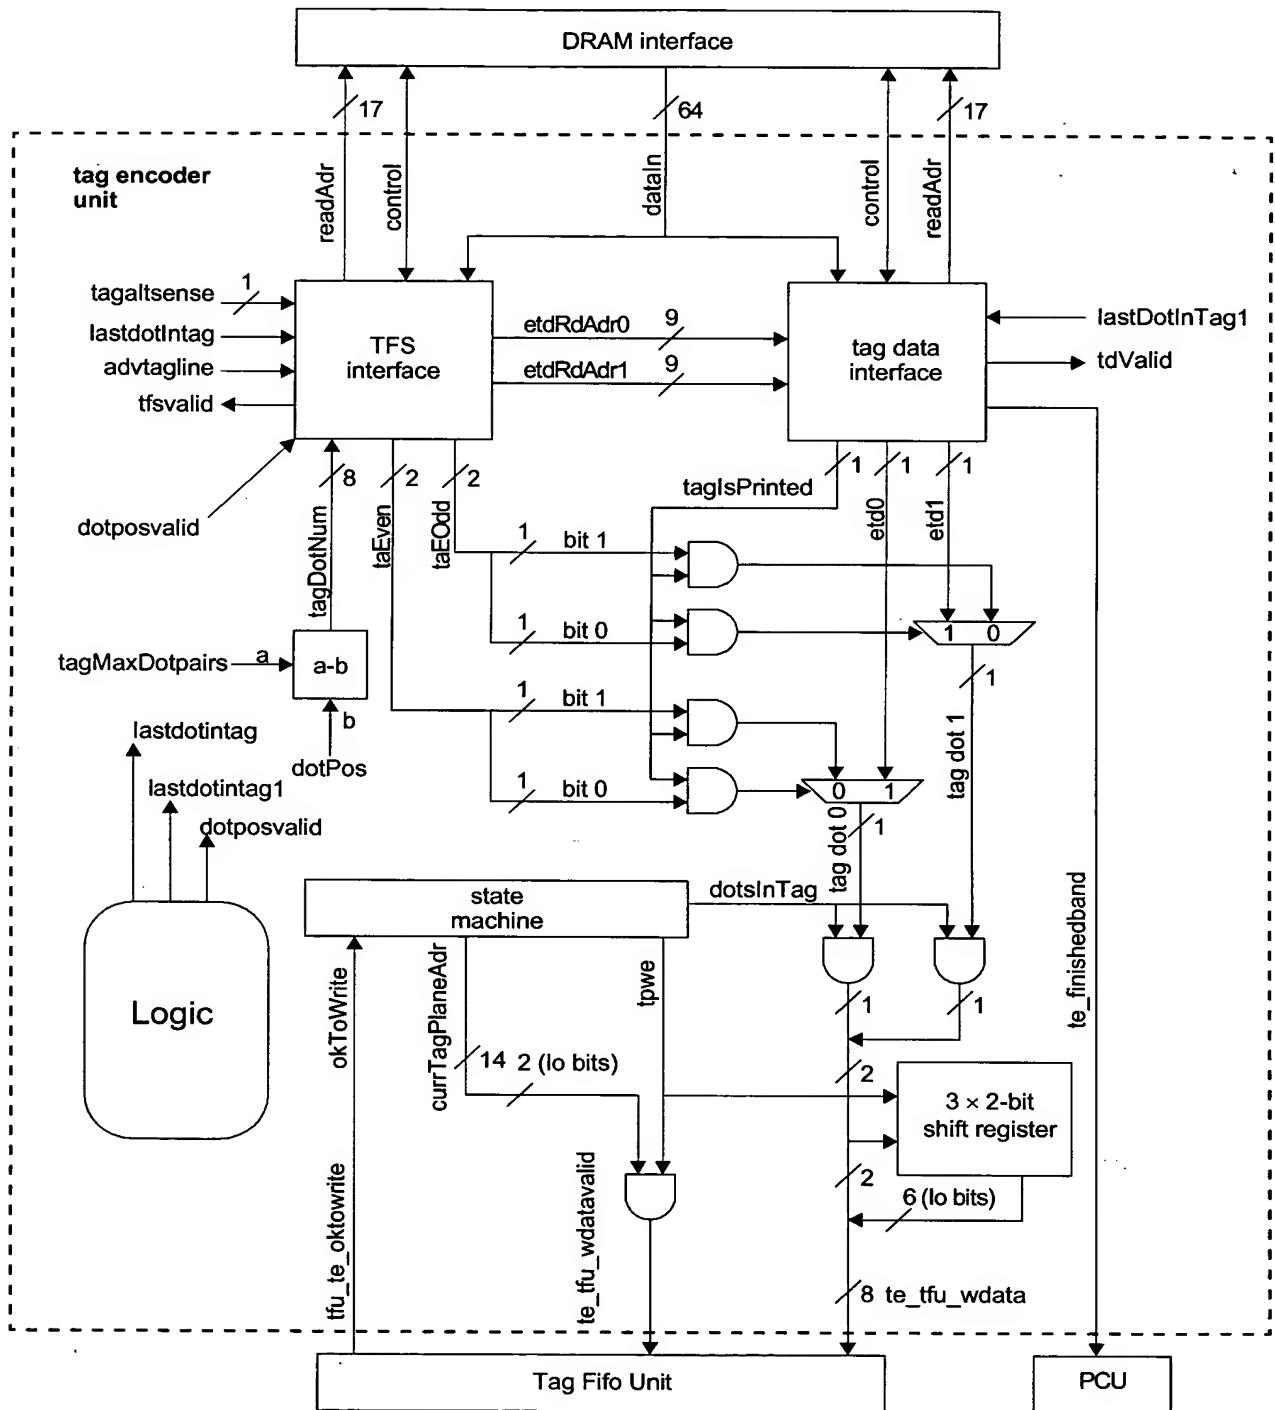 DRAM interface
17
64
17
tag encoder
unit
readAdr
control
dataIn
control
readAdr
tagaltsense
1
lastdotIntag
advtagline
tfsvalid
TFS
interface
etdRdAdr0
9
etdRdAdr1
9
tag data
interface
lastDotInTag1
tdValid
dotposvalid
8
2
2
tagDotNum
taEven
taEOdd
tagIsPrinted
1
1
1
etd0
etd1
1
bit 1
1
bit 0
1 0
1
tagMaxDotpairs
a
a-b
b
dotPos
1
bit 1
1
bit 0
0 1
1
tag dot 0
tag dot 1
lastdotintag
lastdotintag1
dotposvalid
Logic
state
machine
dotsInTag
okToWrite
currTagPlaneAdr
tpwe
14
2 (lo bits)
1
1
2
3 × 2-bit
shift register
2
6 (lo bits)
te_finishedband
tfu_te_oktowrite
te_tfu_wdatavalid
8 te_tfu_wdata
Tag Fifo Unit
PCU